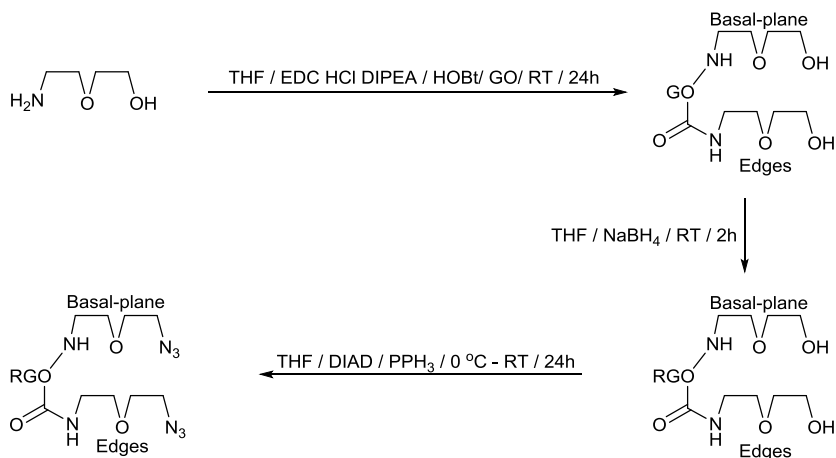 Basal-plane
NH
O
OH
H₂N
O
OH
THF / EDC HCl DIPEA / HOBt/ GO/ RT / 24h
GO
O
N
H
O
OH
Edges
THF / NaBH₄ / RT / 2h
Basal-plane
NH
O
N₃
RGO
O
N
H
O
N₃
Edges
THF / DIAD / PPH₃ / 0 ᴼC - RT / 24h
Basal-plane
NH
O
OH
RGO
O
N
H
O
OH
Edges